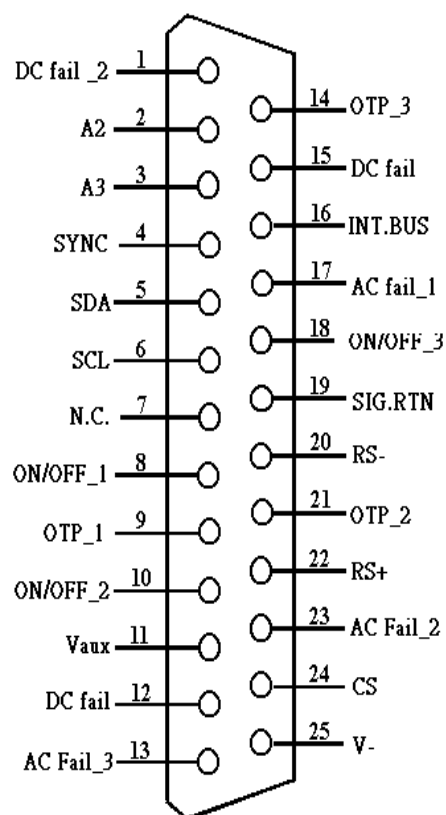 DC fail _2 1
A2 2
A3 3
SYNC 4
SDA 5
SCL 6
N.C. 7
ON/OFF_1 8
OTP_1 9
ON/OFF_2 10
Vaux 11
DC fail 12
AC Fail_3 13
14 OTP_3
15 DC fail
16 INT.BUS
17 AC fail_1
18 ON/OFF_3
19 SIG.RTN
20 RS-
21 OTP_2
22 RS+
23 AC Fail_2
24 CS
25 V-